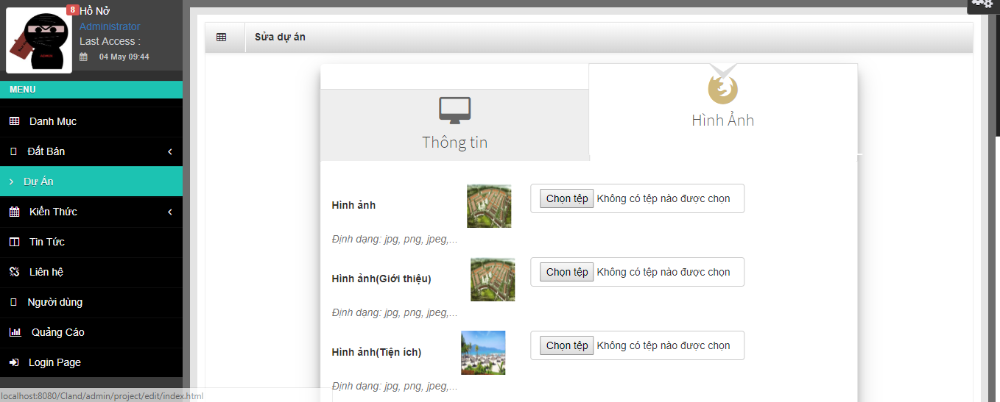 8
Hồ Nở
Administrator
Last Access :
04 May 09:44
MENU
Danh Mục
Đất Bán
Dự Án
Kiến Thức
Tin Tức
Liên hệ
Người dùng
Quảng Cáo
Login Page
localhost:8080/Cland/admin/project/edit/index.html
Sửa dự án
Thông tin
Hình Ảnh
Hình ảnh
Chọn tệp Không có tệp nào được chọn
Định dạng: jpg, png, jpeg,...
Hình ảnh(Giới thiệu)
Chọn tệp Không có tệp nào được chọn
Định dạng: jpg, png, jpeg,...
Hình ảnh(Tiện ích)
Chọn tệp Không có tệp nào được chọn
Định dạng: jpg, png, jpeg,...